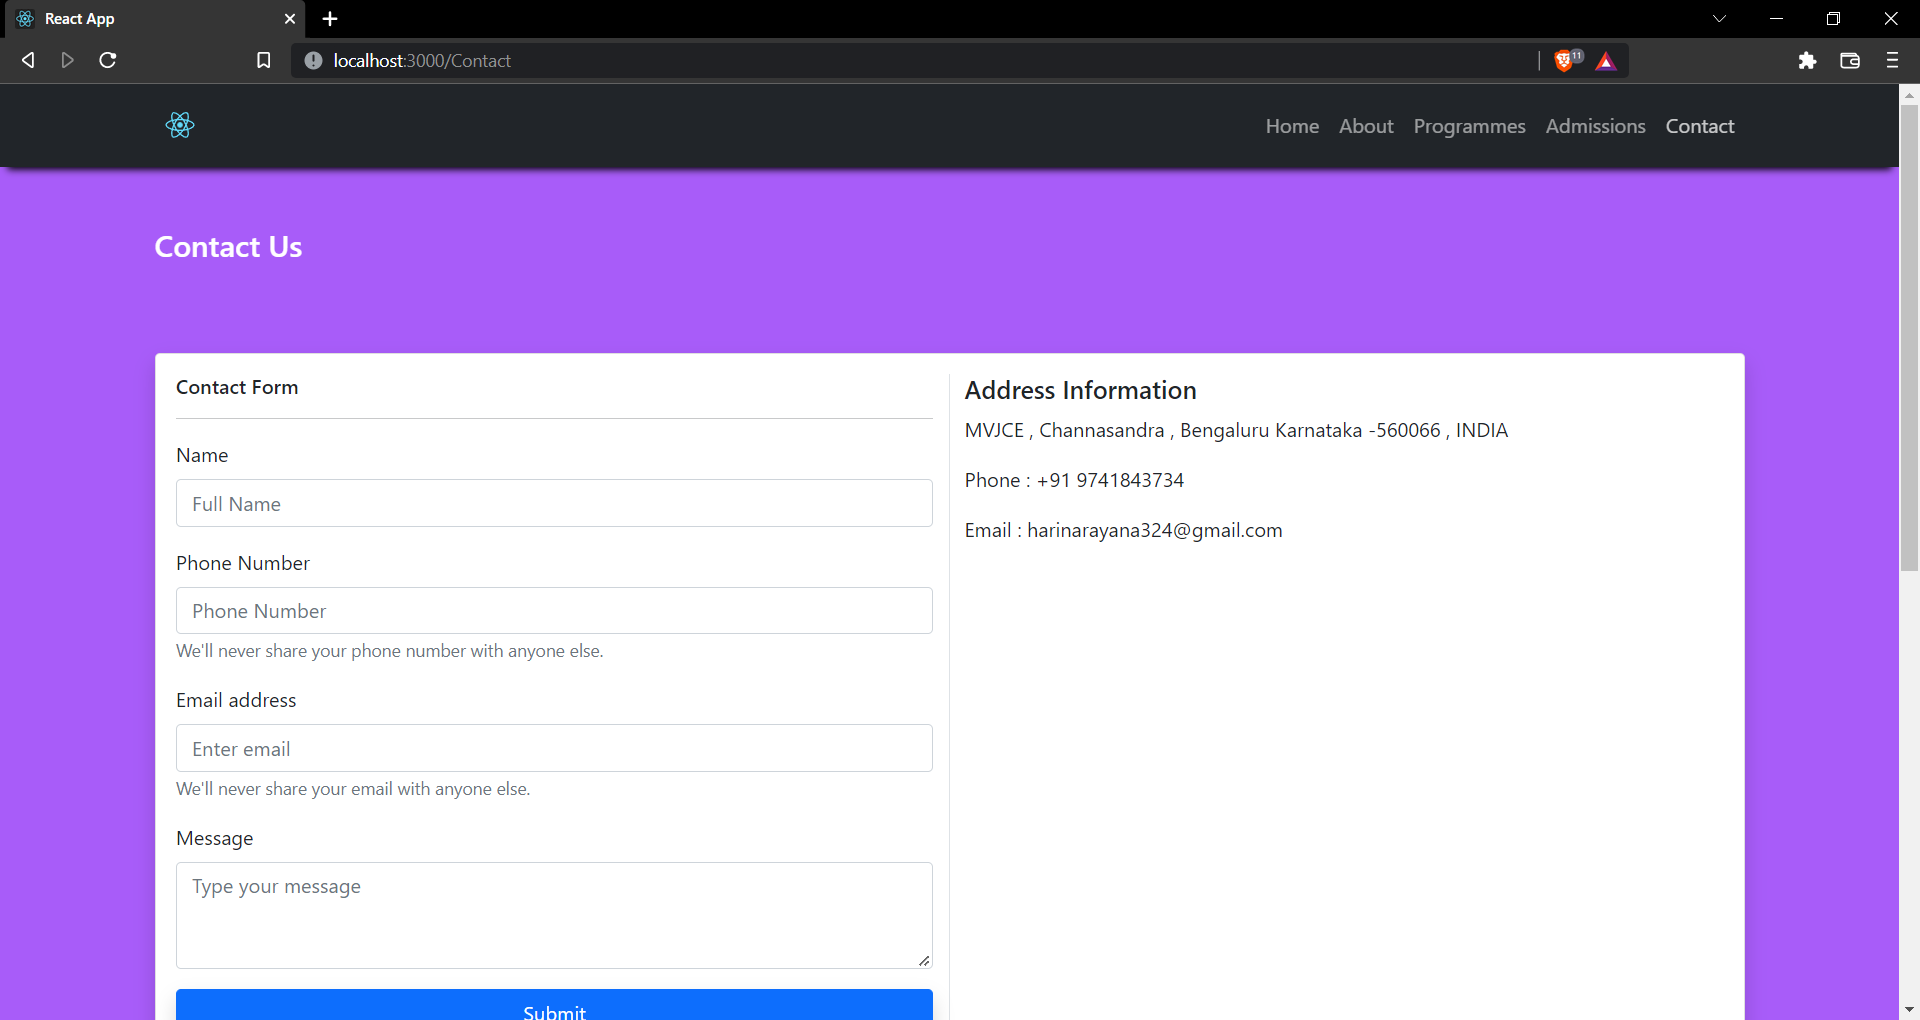 React App
localhost:3000/Contact
11
Home About Programmes Admissions Contact
Contact Us
Contact Form
Name
Full Name
Phone Number
Phone Number
We'll never share your phone number with anyone else.
Email address
Enter email
We'll never share your email with anyone else.
Message
Type your message
Submit
Address Information
MVJCE , Channasandra , Bengaluru Karnataka -560066 , INDIA
Phone : +91 9741843734
Email : harinarayana324@gmail.com